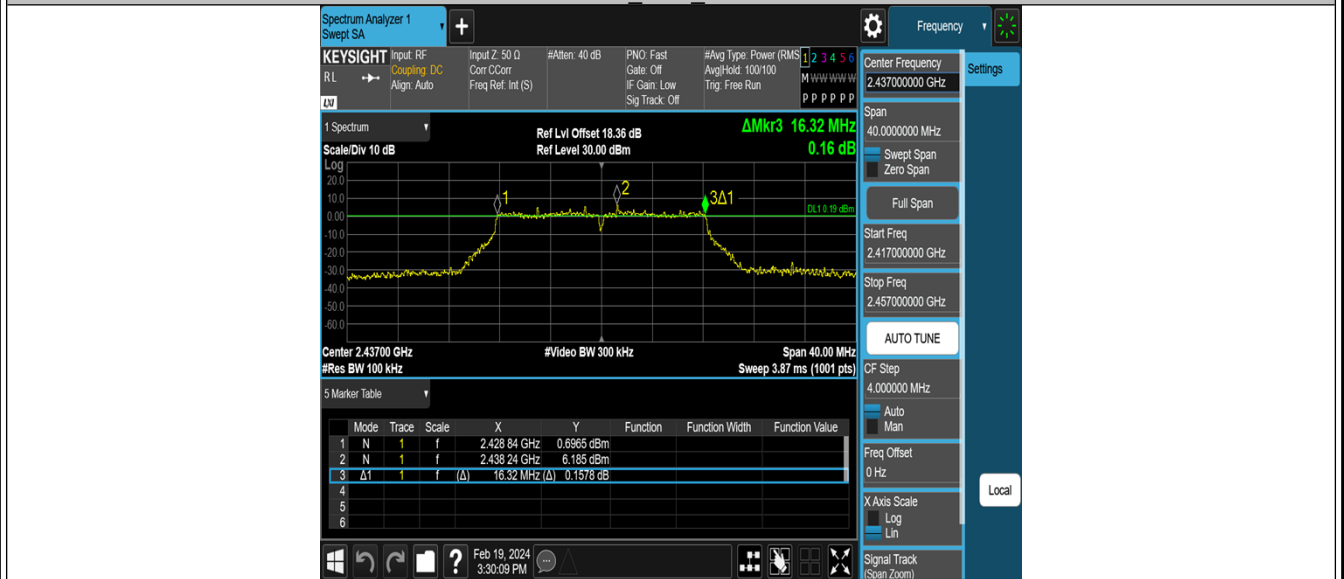 Spectrum Analyzer 1
Swept SA
+
Frequency
KEYSIGHT
RL
LXI
Input: RF
Coupling: DC
Align: Auto
Input Z: 50 Ω
Corr CCorr
Freq Ref: Int (S)
#Atten: 40 dB
PNO: Fast
Gate: Off
IF Gain: Low
Sig Track: Off
#Avg Type: Power (RMS
Avg|Hold: 100/100
Trig: Free Run
1 2 3 4 5 6
M W W W W W
P P P P P P
Center Frequency
2.437000000 GHz
Settings
1 Spectrum
Scale/Div 10 dB
Ref Lvl Offset 18.36 dB
Ref Level 30.00 dBm
ΔMkr3 16.32 MHz
0.16 dB
Span
40.0000000 MHz
Swept Span
Zero Span
Log
20.0
10.0
0.00
-10.0
-20.0
-30.0
-40.0
-50.0
-60.0
1
2
3Δ1
DL1 0.19 dBm
Full Span
Start Freq
2.417000000 GHz
Stop Freq
2.457000000 GHz
AUTO TUNE
Center 2.43700 GHz
#Res BW 100 kHz
#Video BW 300 kHz
Span 40.00 MHz
Sweep 3.87 ms (1001 pts)
CF Step
4.000000 MHz
Auto
Man
5 Marker Table
Mode Trace Scale X Y Function Function Width Function Value
1 N 1 f 2.428 84 GHz 0.6965 dBm
2 N 1 f 2.438 24 GHz 6.185 dBm
3 Δ1 1 f (Δ) 16.32 MHz (Δ) 0.1578 dB
4
5
6
Freq Offset
0 Hz
X Axis Scale
Log
Lin
Local
Signal Track
(Span Zoom)
?
Feb 19, 2024
3:30:09 PM